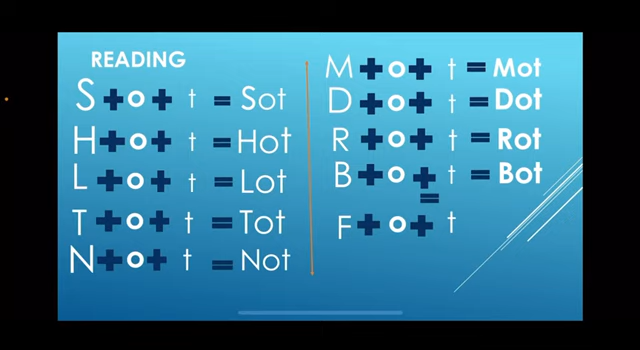 READING
S + o + t = Sot
H + o + t = Hot
L + o + t = Lot
T + o + t = Tot
N + o + t = Not
M + o + t = Mot
D + o + t = Dot
R + o + t = Rot
B + o + t = Bot
=
F + o + t